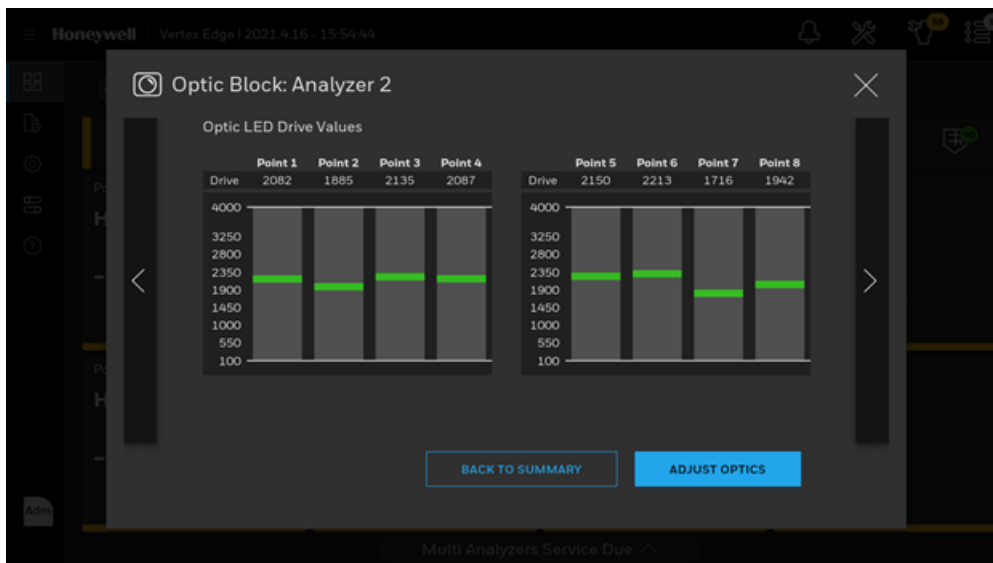 Honeywell Vertex Edge | 2021.4.16 - 15:54:44
Optic Block: Analyzer 2
Optic LED Drive Values
Point 1 Point 2 Point 3 Point 4
Drive 2082 1885 2135 2087
4000
3250
2800
2350
1900
1450
1000
550
100
Point 5 Point 6 Point 7 Point 8
Drive 2150 2213 1716 1942
4000
3250
2800
2350
1900
1450
1000
550
100
BACK TO SUMMARY
ADJUST OPTICS
Adm
Multi Analyzers Service Due